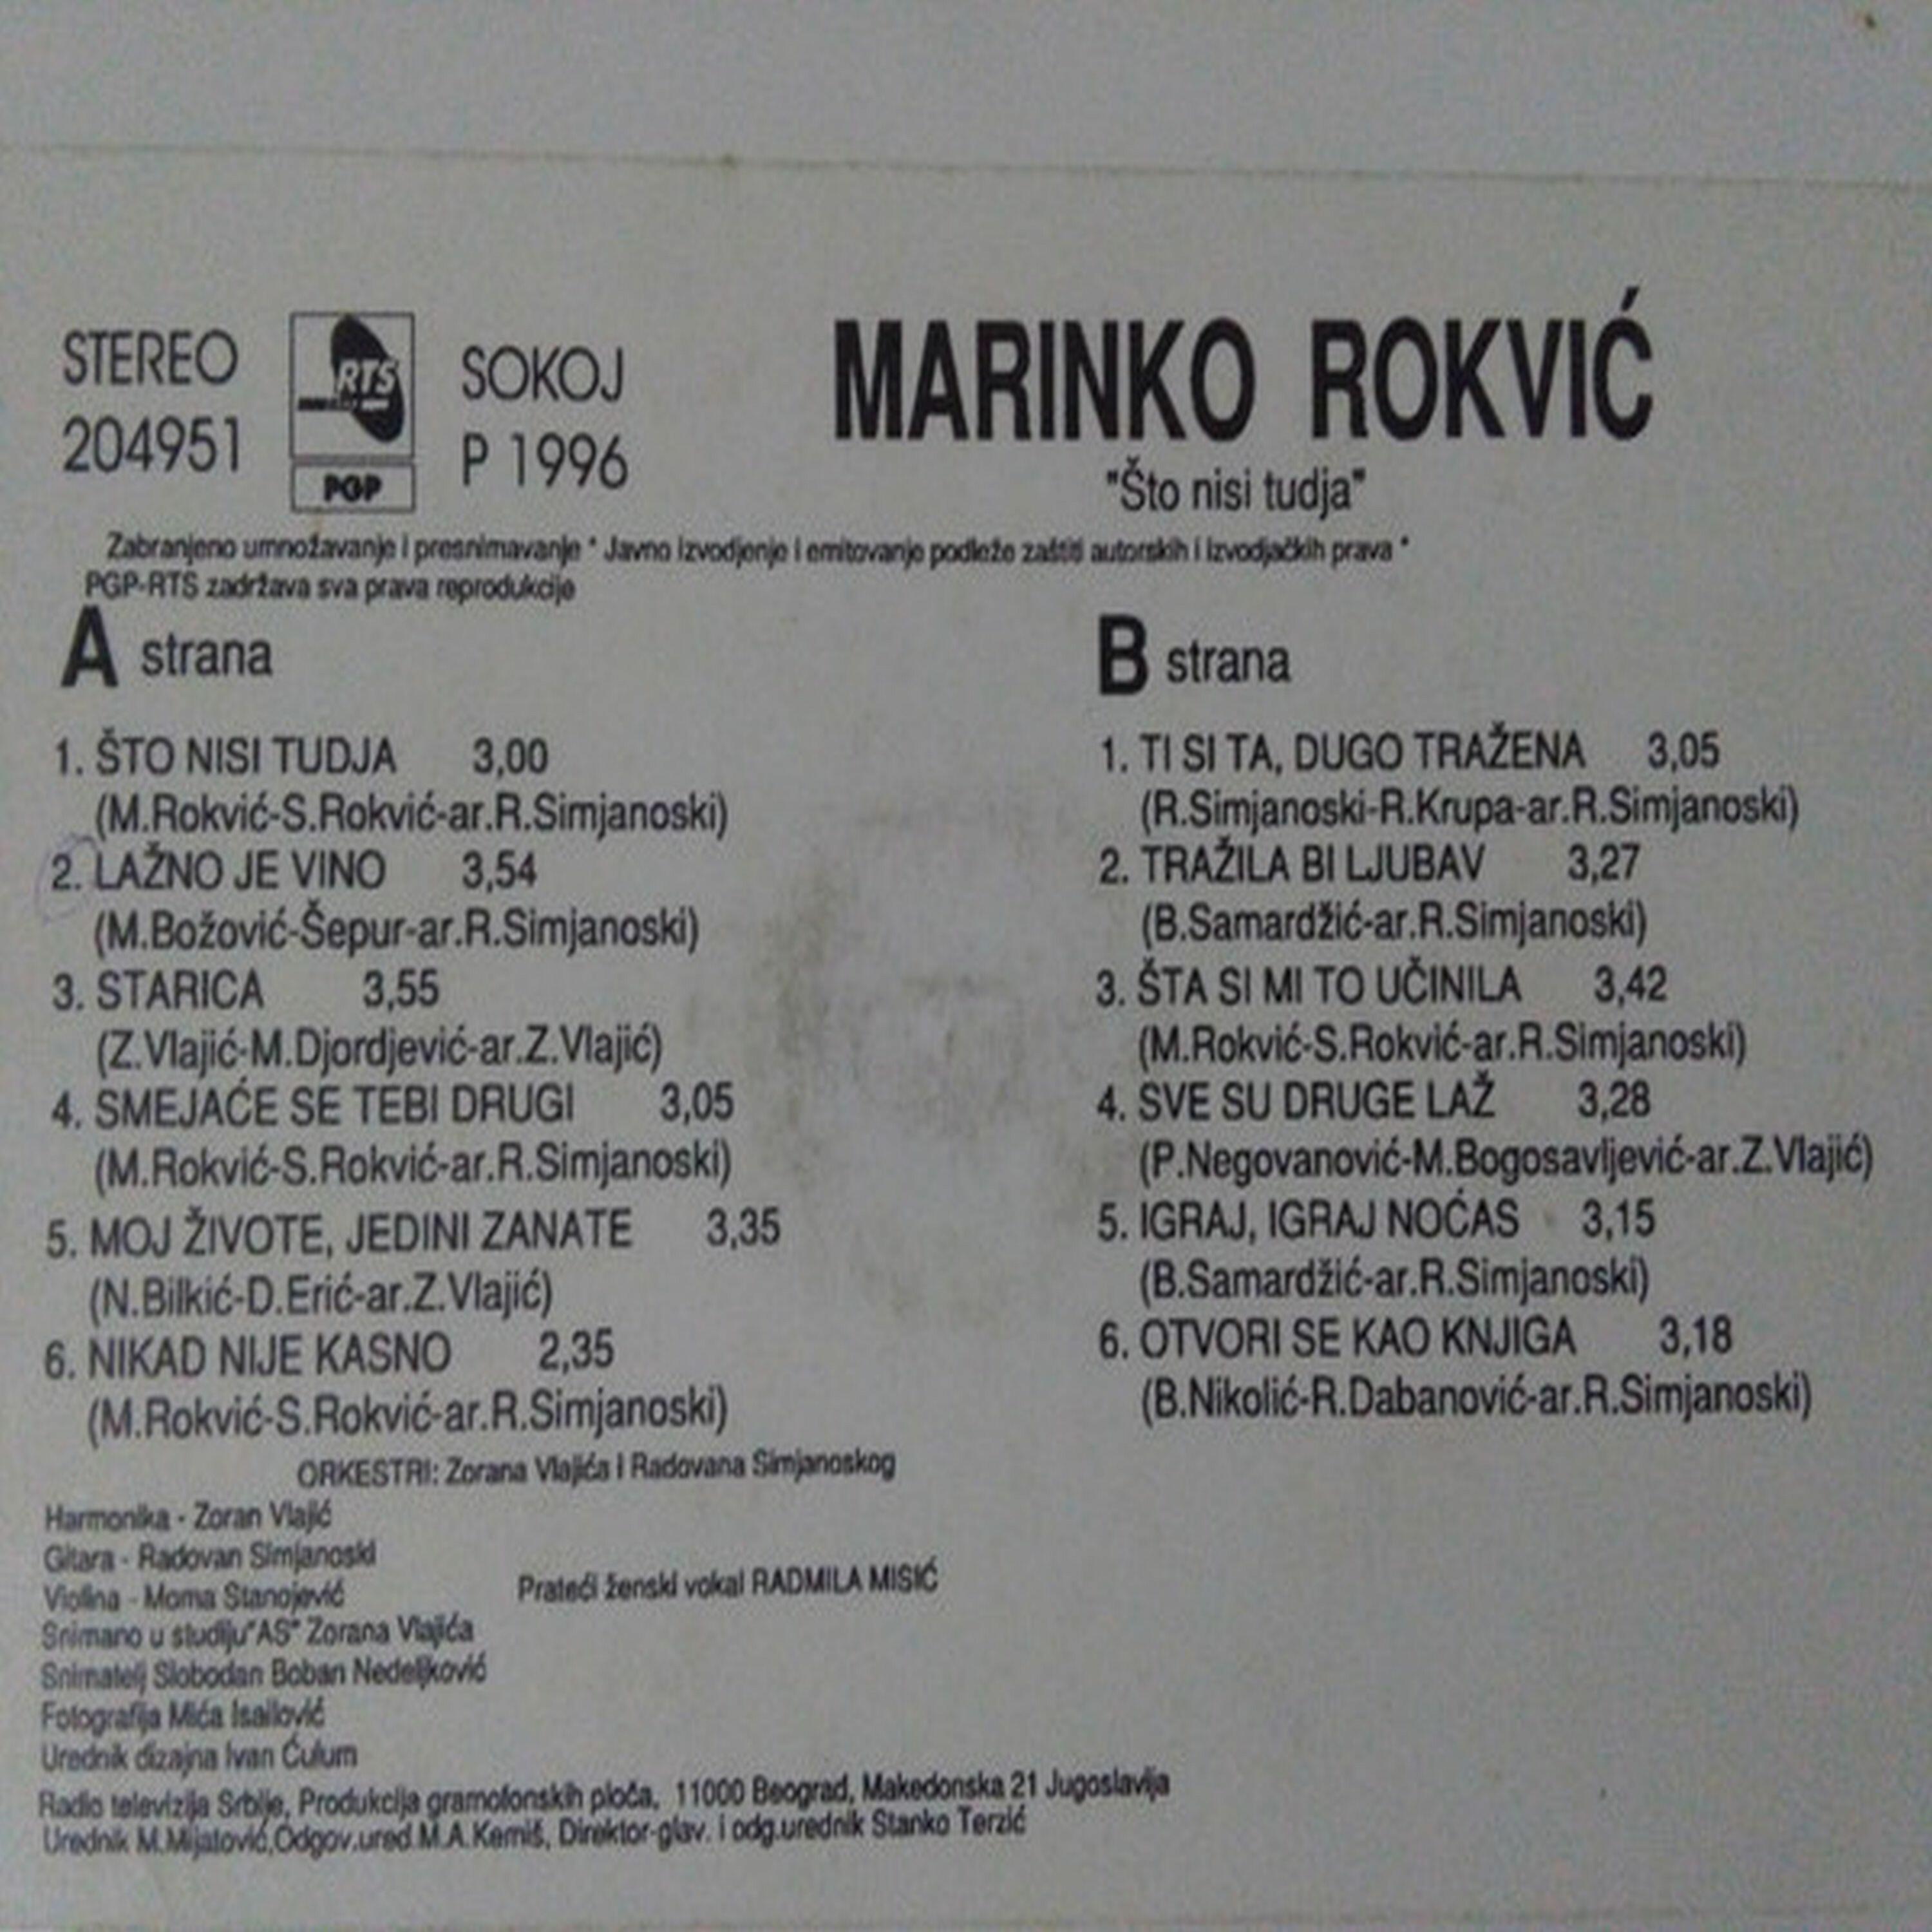 STEREO
204951
RTS
PGP
SOKOJ
P 1996
MARINKO ROKVIĆ
"Što nisi tudja"
Zabranjeno umnožavanje i presnimavanje * Javno izvodjenje i emitovanje podleže zaštiti autorskih i izvodjačkih prava *
PGP-RTS zadržava sva prava reprodukcije
A strana
1. ŠTO NISI TUDJA 3,00
(M.Rokvić-S.Rokvić-ar.R.Simjanoski)
2. LAŽNO JE VINO 3,54
(M.Božović-Šepur-ar.R.Simjanoski)
3. STARICA 3,55
(Z.Vlajić-M.Djordjević-ar.Z.Vlajić)
4. SMEJAĆE SE TEBI DRUGI 3,05
(M.Rokvić-S.Rokvić-ar.R.Simjanoski)
5. MOJ ŽIVOTE, JEDINI ZANATE 3,35
(N.Bilkić-D.Erić-ar.Z.Vlajić)
6. NIKAD NIJE KASNO 2,35
(M.Rokvić-S.Rokvić-ar.R.Simjanoski)
B strana
1. TI SI TA, DUGO TRAŽENA 3,05
(R.Simjanoski-R.Krupa-ar.R.Simjanoski)
2. TRAŽILA BI LJUBAV 3,27
(B.Samardžić-ar.R.Simjanoski)
3. ŠTA SI MI TO UČINILA 3,42
(M.Rokvić-S.Rokvić-ar.R.Simjanoski)
4. SVE SU DRUGE LAŽ 3,28
(P.Negovanović-M.Bogosavljević-ar.Z.Vlajić)
5. IGRAJ, IGRAJ NOĆAS 3,15
(B.Samardžić-ar.R.Simjanoski)
6. OTVORI SE KAO KNJIGA 3,18
(B.Nikolić-R.Dabanović-ar.R.Simjanoski)
ORKESTRI: Zorana Vlajića i Radovana Simjanoskog
Harmonika - Zoran Vlajić
Gitara - Radovan Simjanoski
Violina - Moma Stanojević
Prateći ženski vokal RADMILA MISIĆ
Snimano u studiju"AS" Zorana Vlajića
Snimatelj Slobodan Boban Nedeljković
Fotografija Mića Isailović
Urednik dizajna Ivan Ćulum
Radio televizija Srbije, Produkcija gramofonskih ploča, 11000 Beograd, Makedonska 21 Jugoslavija
Urednik M.Mijatović,Odgov.ured.M.A.Kerniš, Direktor-glav. i odg.urednik Stanko Terzić